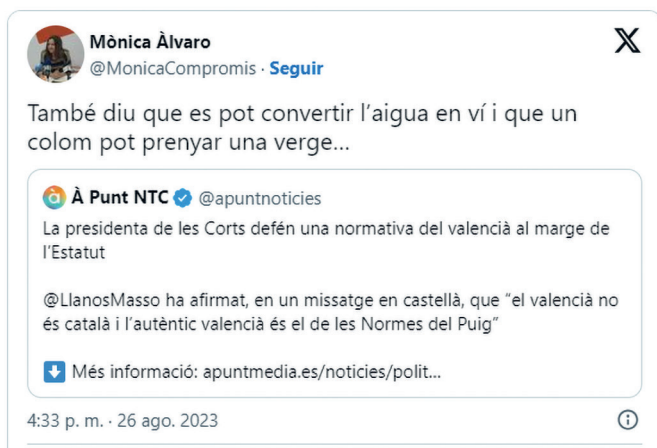 Mònica Àlvaro
@MonicaCompromis · Seguir
També diu que es pot convertir l’aigua en ví i que un
colom pot prenyar una verge...
À Punt NTC @apuntnoticies
La presidenta de les Corts defén una normativa del valencià al marge de
l’Estatut
@LlanosMasso ha afirmat, en un missatge en castellà, que “el valencià no
és català i l’autèntic valencià és el de les Normes del Puig”
Més informació: apuntmedia.es/noticies/polit...
4:33 p. m. · 26 ago. 2023